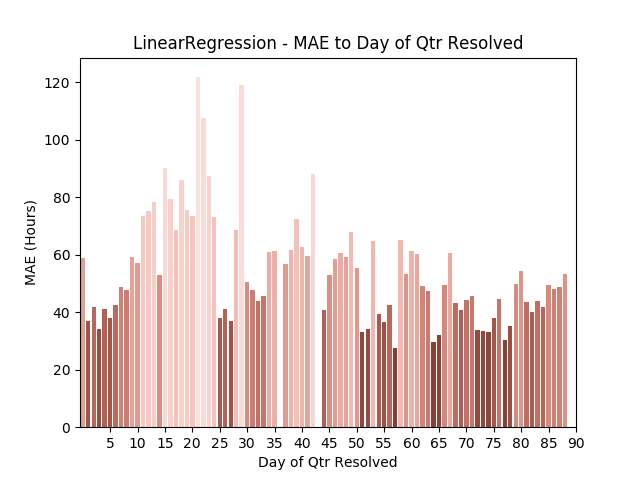 LinearRegression - MAE to Day of Qtr Resolved
MAE (Hours)
120
100
80
60
40
20
0
5 10 15 20 25 30 35 40 45 50 55 60 65 70 75 80 85 90
Day of Qtr Resolved